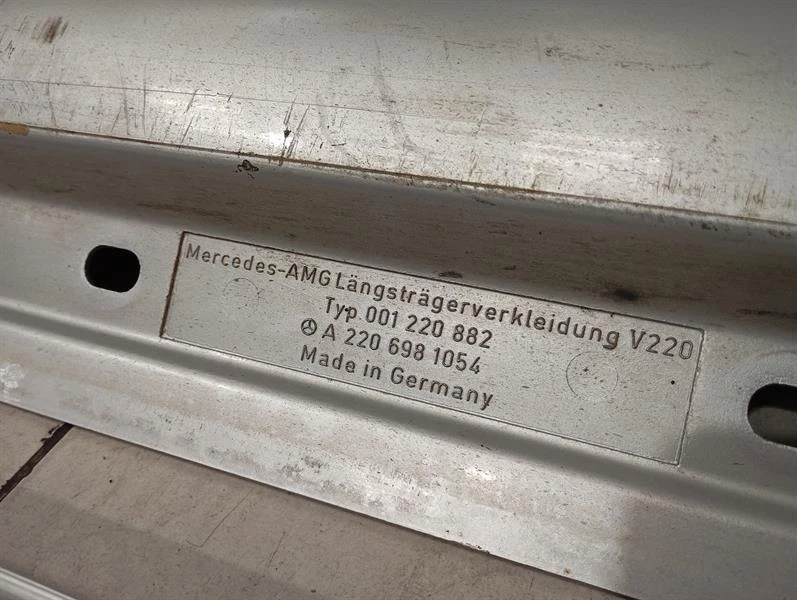 Mercedes-AMG Längsträgerverkleidung V220
Typ 001 220 882
A 220 698 1054
Made in Germany